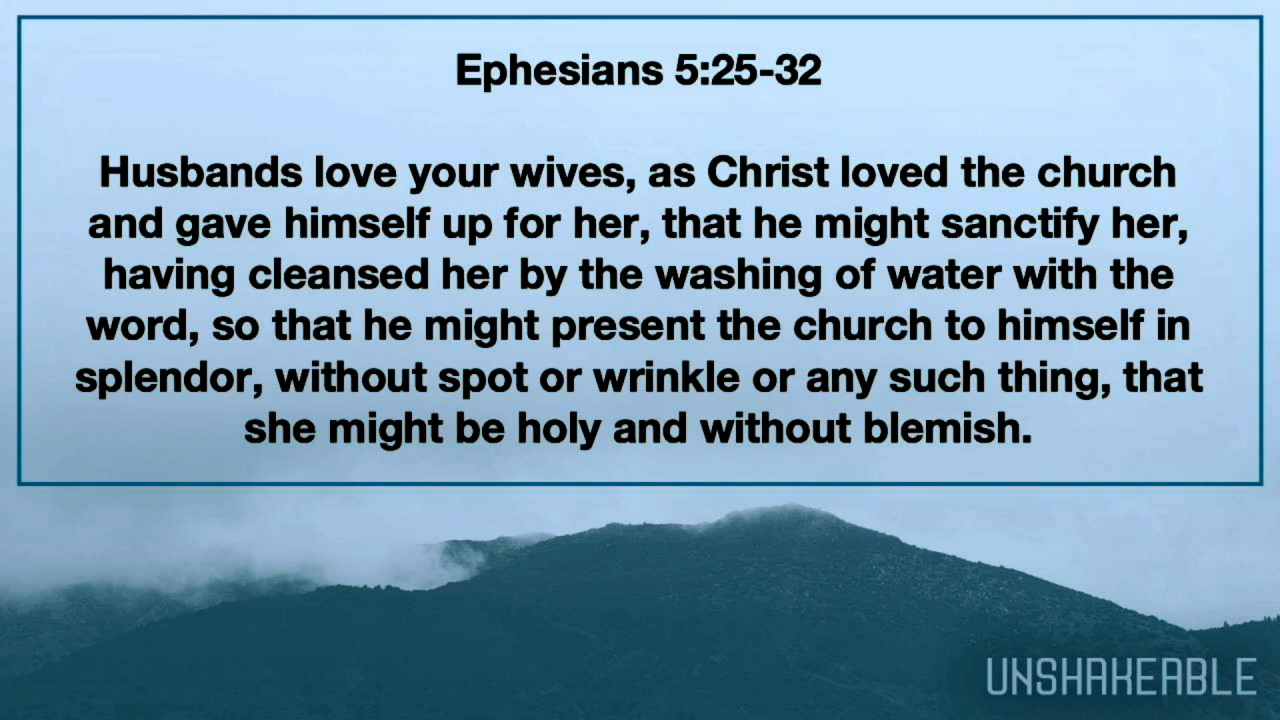 Ephesians 5:25-32
Husbands love your wives, as Christ loved the church
and gave himself up for her, that he might sanctify her,
having cleansed her by the washing of water with the
word, so that he might present the church to himself in
splendor, without spot or wrinkle or any such thing, that
she might be holy and without blemish.
UNSHAKEABLE